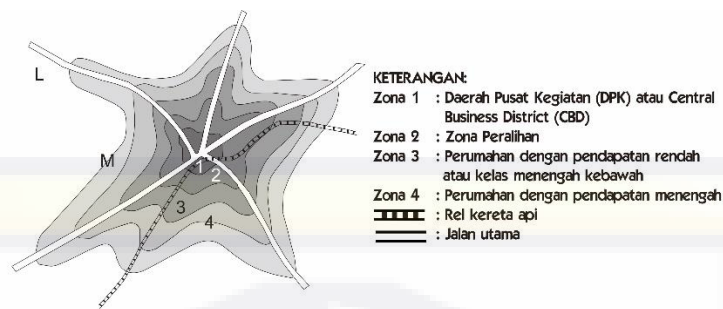 L
M
1
2
3
4
KETERANGAN:
Zona 1 : Daerah Pusat Kegiatan (DPK) atau Central
Business District (CBD)
Zona 2 : Zona Peralihan
Zona 3 : Perumahan dengan pendapatan rendah
atau kelas menengah kebawah
Zona 4 : Perumahan dengan pendapatan menengah
: Rel kereta api
: Jalan utama